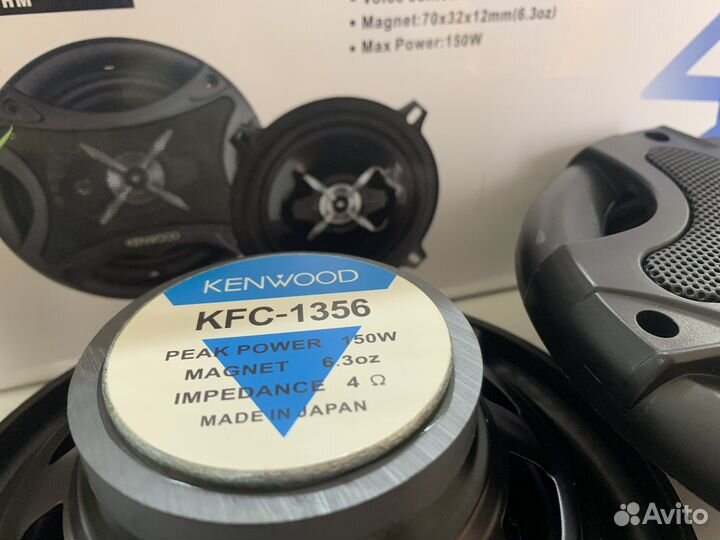 • Magnet:70x32x12mm(6.3oz)
• Max Power:150W
KENWOOD
KENWOOD
KFC-1356
PEAK POWER 150W
MAGNET 6.3oz
IMPEDANCE 4 Ω
MADE IN JAPAN
Avito